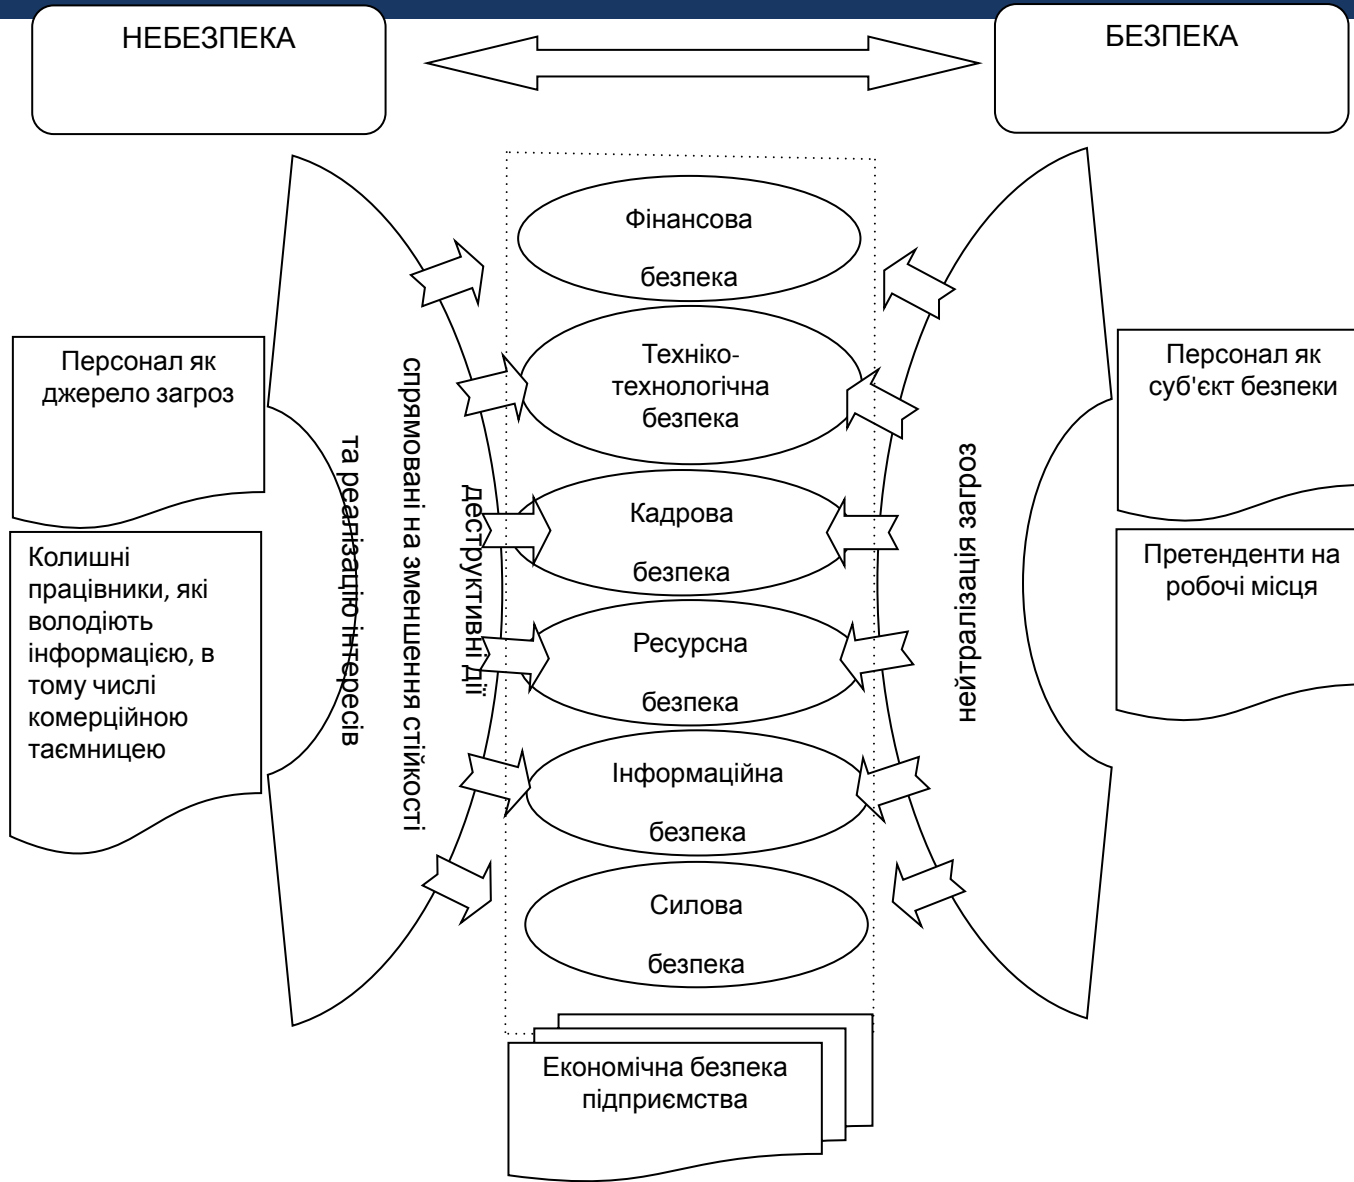 НЕБЕЗПЕКА
БЕЗПЕКА
Фінансова
безпека
Техніко-
технологічна
безпека
Кадрова
безпека
Ресурсна
безпека
Інформаційна
безпека
Силова
безпека
Персонал як
джерело загроз
Колишні
працівники, які
володіють
інформацією, в
тому числі
комерційною
таємницею
деструктивні дії
спрямовані на зменшення стійкості
та реалізацію інтересів
нейтралізація загроз
Персонал як
суб'єкт безпеки
Претенденти на
робочі місця
Економічна безпека
підприємства